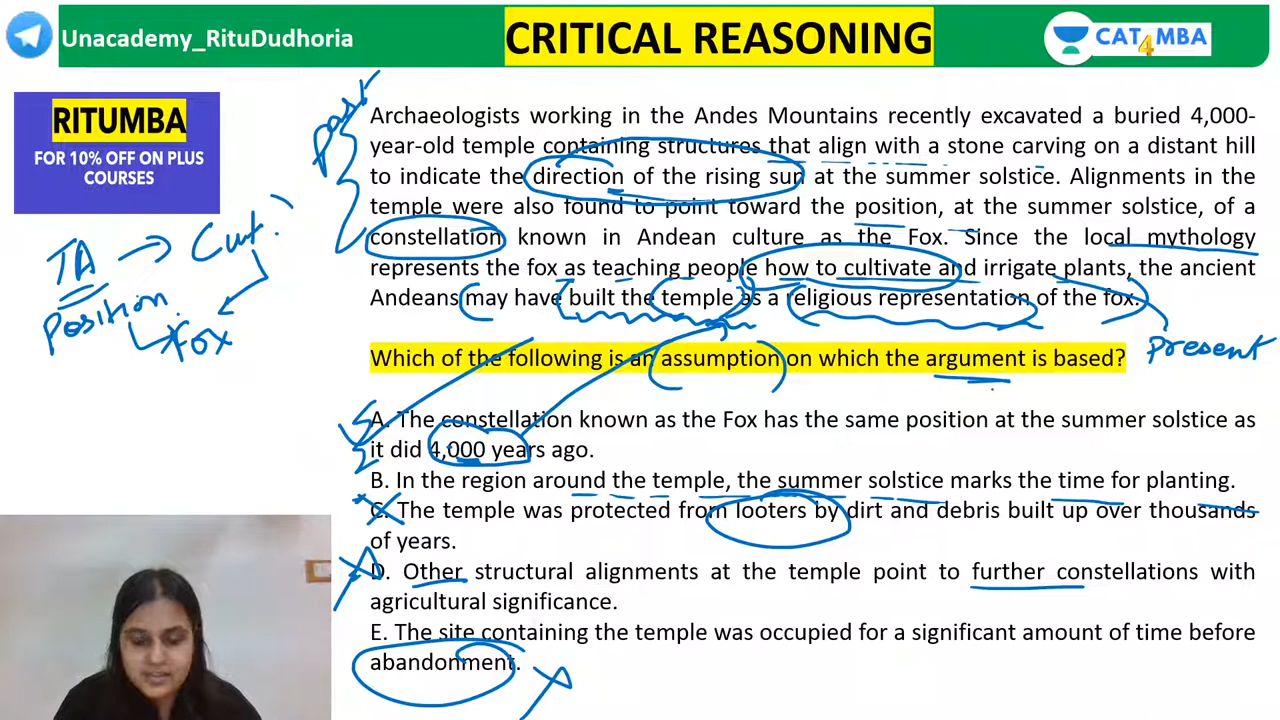 Unacademy_RituDudhoria
CRITICAL REASONING
CAT4MBA
RITUMBA
FOR 10% OFF ON PLUS
COURSES
Past
Archaeologists working in the Andes Mountains recently excavated a buried 4,000-
year-old temple containing structures that align with a stone carving on a distant hill
to indicate the direction of the rising sun at the summer solstice. Alignments in the
temple were also found to point toward the position, at the summer solstice, of a
constellation known in Andean culture as the Fox. Since the local mythology
represents the fox as teaching people how to cultivate and irrigate plants, the ancient
Andeans may have built the temple as a religious representation of the fox.
TA → Cut.
Position
Fox
Present
Which of the following is an assumption on which the argument is based?
A. The constellation known as the Fox has the same position at the summer solstice as
it did 4,000 years ago.
B. In the region around the temple, the summer solstice marks the time for planting.
C. The temple was protected from looters by dirt and debris built up over thousands
of years.
D. Other structural alignments at the temple point to further constellations with
agricultural significance.
E. The site containing the temple was occupied for a significant amount of time before
abandonment.